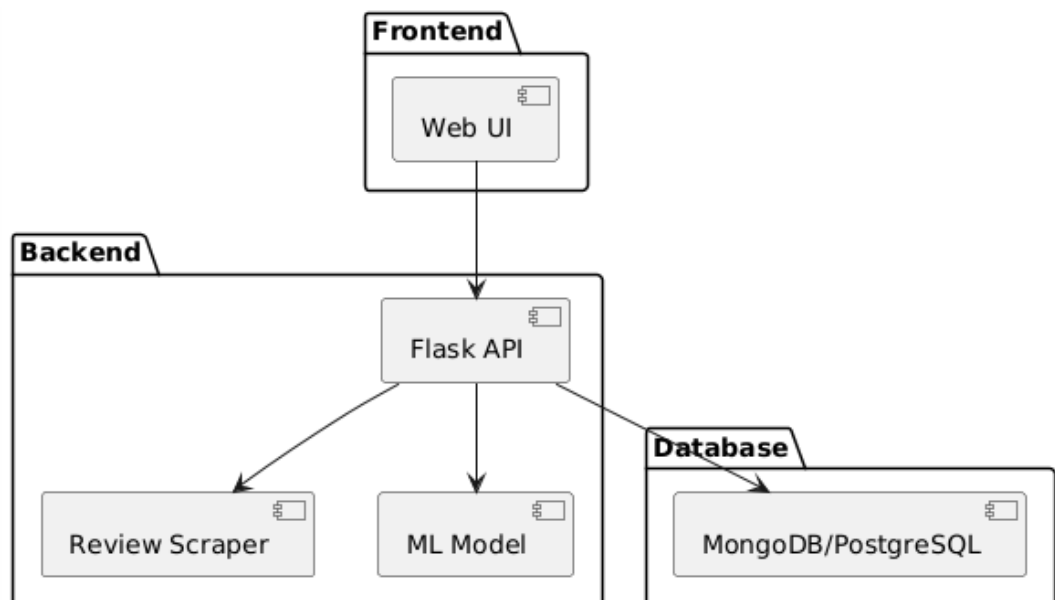 Frontend
Web UI
Backend
Flask API
Database
Review Scraper
ML Model
MongoDB/PostgreSQL